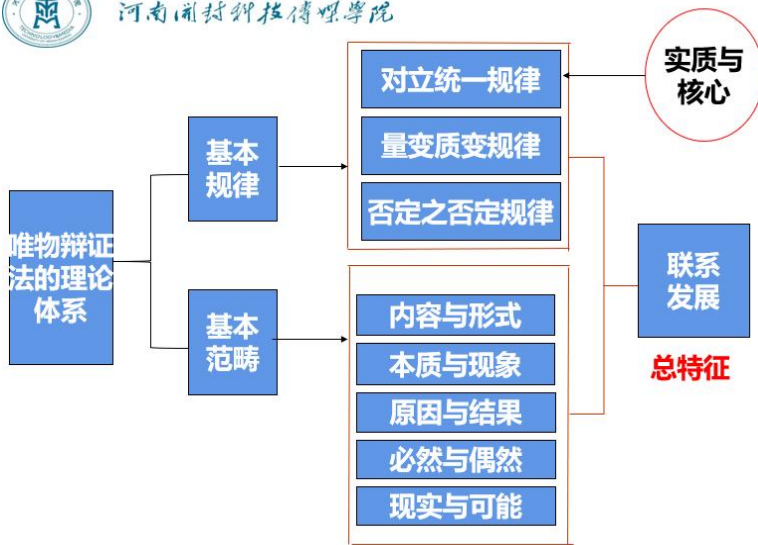 河南开封科技传媒学院
实质与
核心
对立统一规律
量变质变规律
否定之否定规律
基本
规律
唯物辩证
法的理论
体系
基本
范畴
内容与形式
本质与现象
原因与结果
必然与偶然
现实与可能
联系
发展
总特征